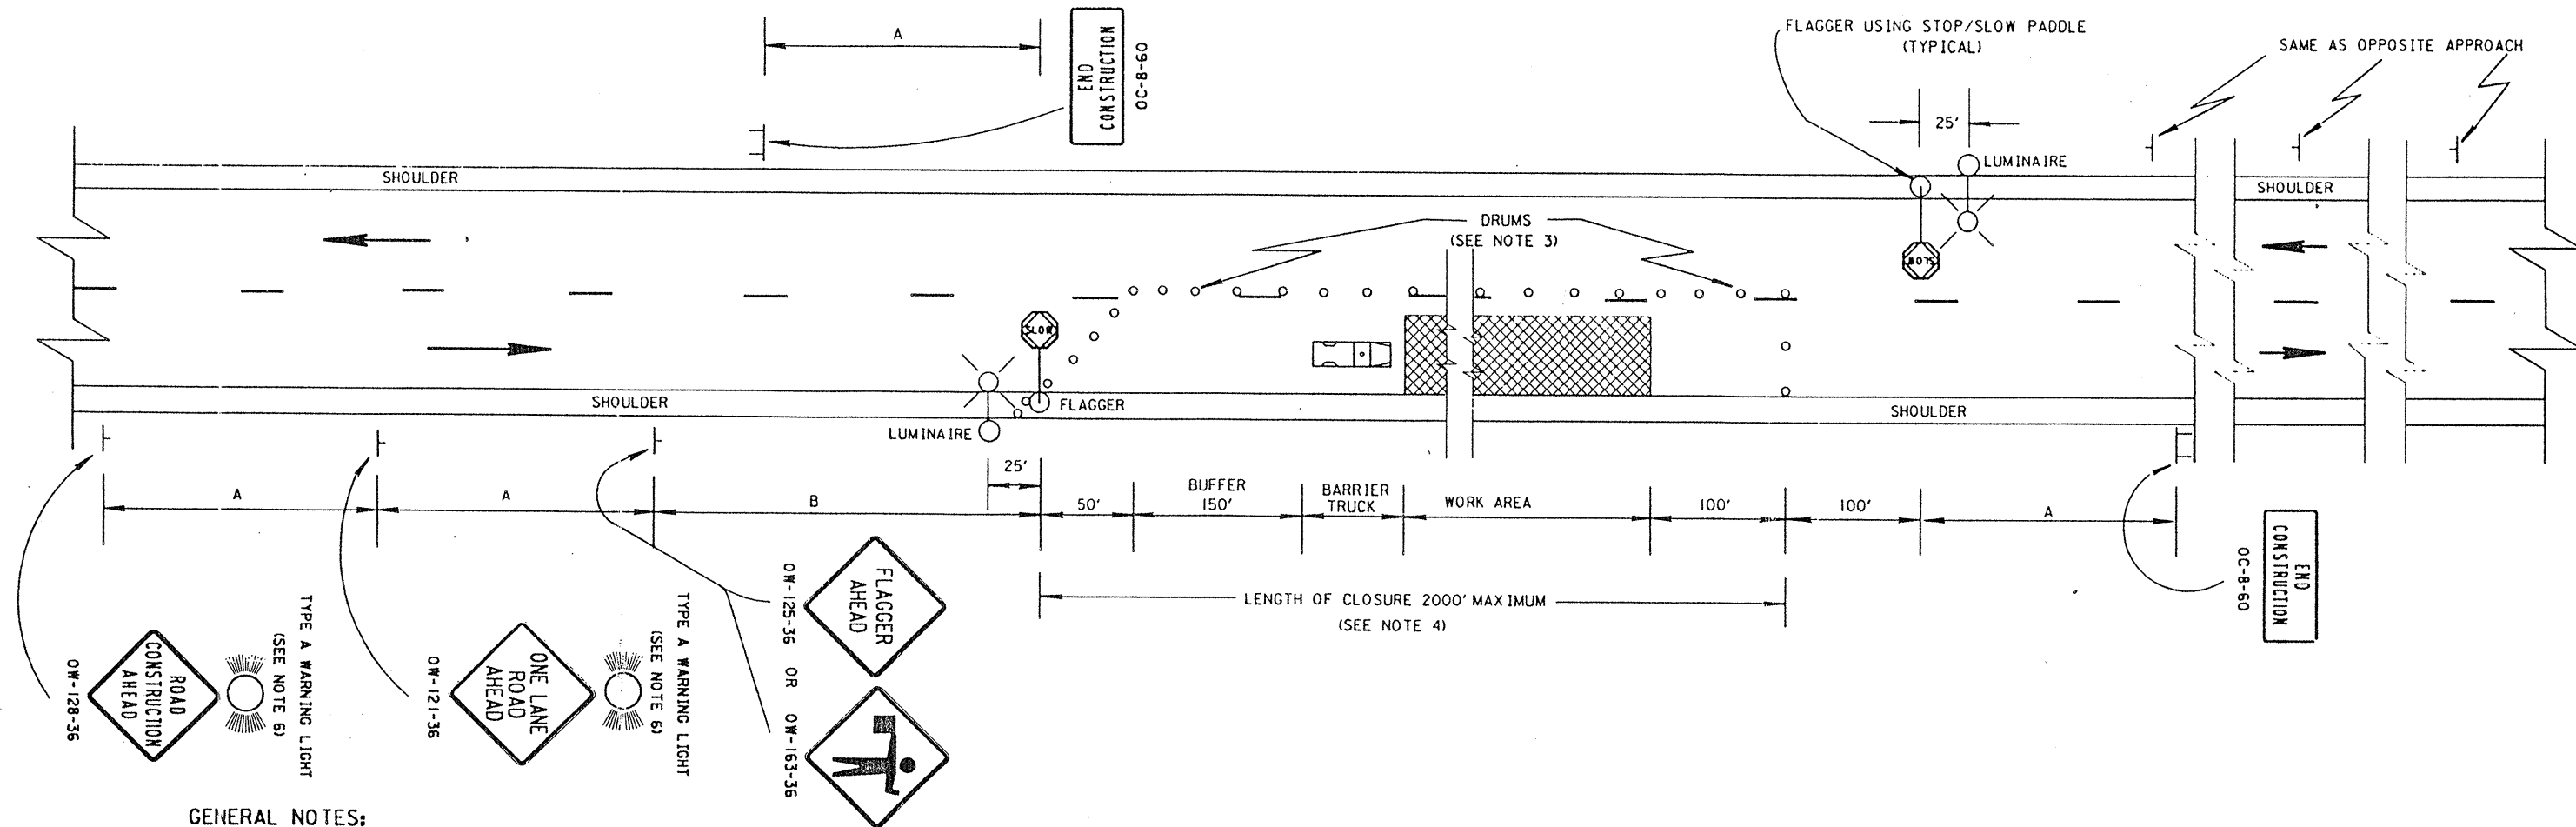 A
END
CONSTRUCTION
OC-8-60
FLAGGER USING STOP/SLOW PADDLE
(TYPICAL)
SAME AS OPPOSITE APPROACH
25'
LUMINAIRE
SHOULDER
SHOULDER
DRUMS
(SEE NOTE 3)
SLOW
SLOW
SHOULDER
FLAGGER
SHOULDER
LUMINAIRE
25'
A
A
B
50'
BUFFER
150'
BARRIER
TRUCK
WORK AREA
100'
100'
A
LENGTH OF CLOSURE 2000' MAXIMUM
(SEE NOTE 4)
END
CONSTRUCTION
OC-8-60
FLAGGER
AHEAD
OW-125-36 OR OW-163-36
TYPE A WARNING LIGHT
(SEE NOTE 6)
ONE LANE
ROAD
AHEAD
OW-121-36
TYPE A WARNING LIGHT
(SEE NOTE 6)
ROAD
CONSTRUCTION
AHEAD
OW-128-36
GENERAL NOTES: